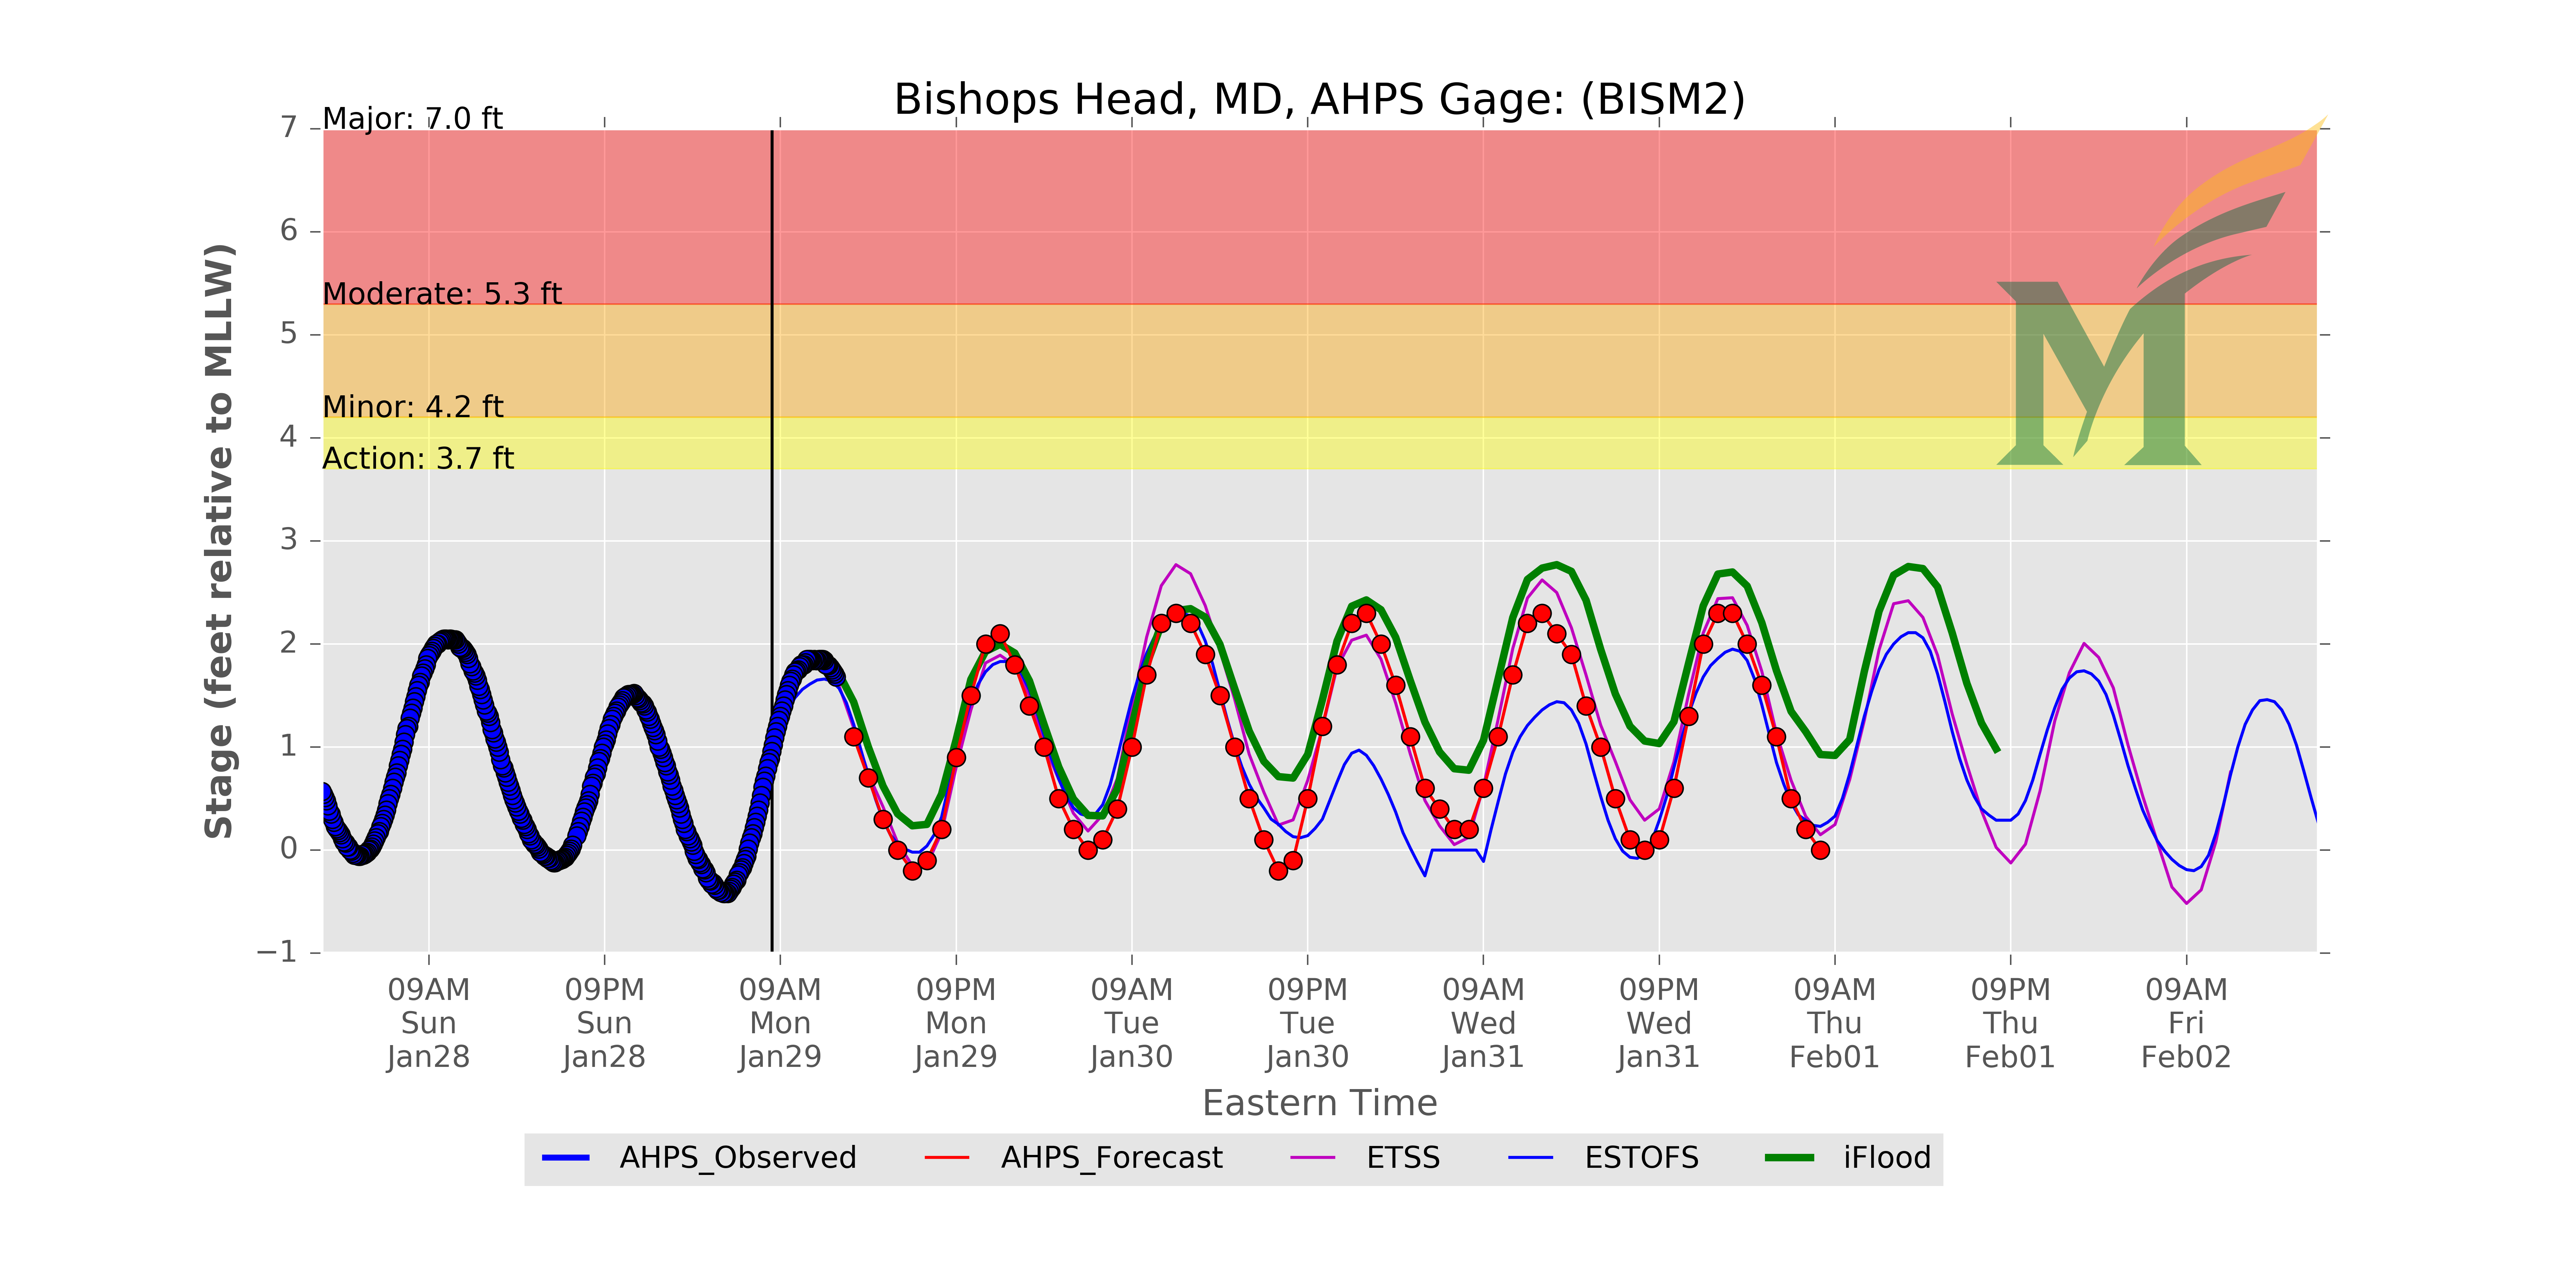 Bishops Head, MD, AHPS Gage: (BISM2)
Major: 7.0 ft
Moderate: 5.3 ft
Minor: 4.2 ft
Action: 3.7 ft
Stage (feet relative to MLLW)
7
6
5
4
3
2
1
0
−1
09AM Sun Jan28
09PM Sun Jan28
09AM Mon Jan29
09PM Mon Jan29
09AM Tue Jan30
09PM Tue Jan30
09AM Wed Jan31
09PM Wed Jan31
09AM Thu Feb01
09PM Thu Feb01
09AM Fri Feb02
Eastern Time
AHPS_Observed
AHPS_Forecast
ETSS
ESTOFS
iFlood
M